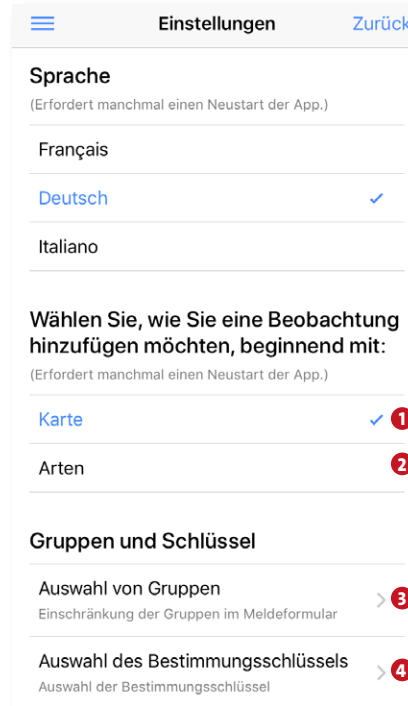 Einstellungen Zurück
Sprache
(Erfordert manchmal einen Neustart der App.)
Français
Deutsch
Italiano
Wählen Sie, wie Sie eine Beobachtung
hinzufügen möchten, beginnend mit:
(Erfordert manchmal einen Neustart der App.)
Karte 1
Arten 2
Gruppen und Schlüssel
Auswahl von Gruppen
Einschränkung der Gruppen im Meldeformular
3
Auswahl des Bestimmungsschlüssels
Auswahl der Bestimmungsschlüssel
4